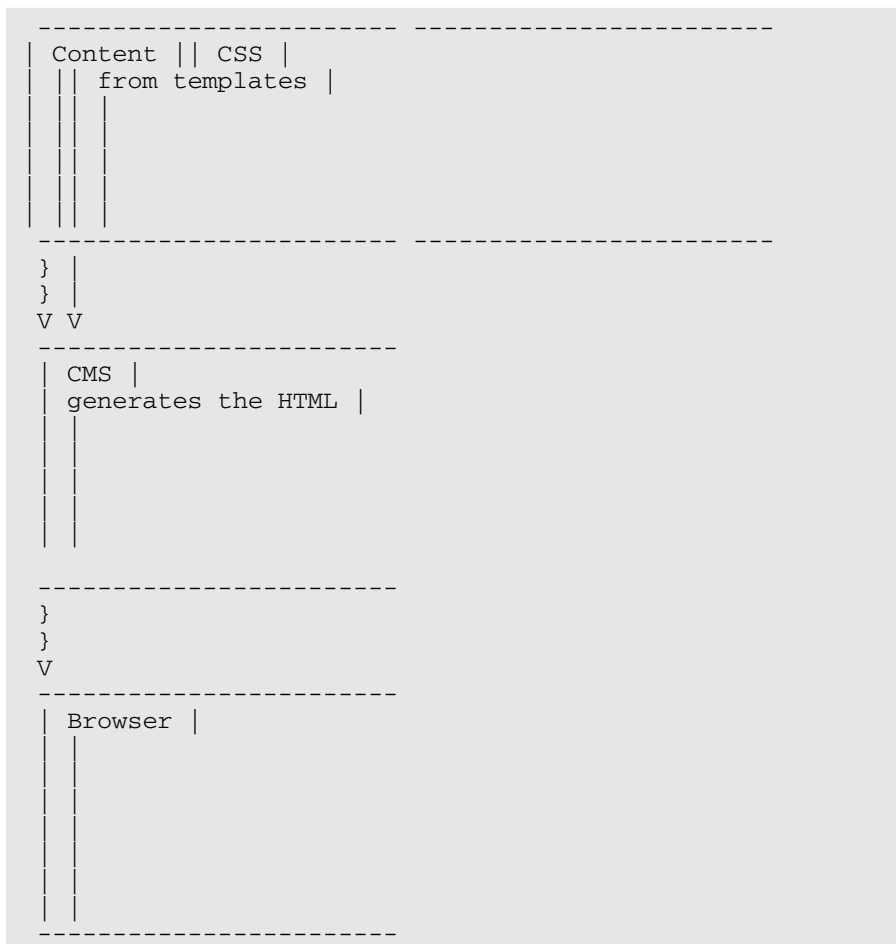 ------------------------ ------------------------
| Content || CSS |
| || from templates |
| || |
| || |
| || |
| || |
| || |
------------------------ ------------------------
} |
} |
V V
------------------------
| CMS |
| generates the HTML |
| |
| |
| |
| |
| |
------------------------
}
}
V
------------------------
| Browser |
| |
| |
| |
| |
| |
| |
| |
------------------------